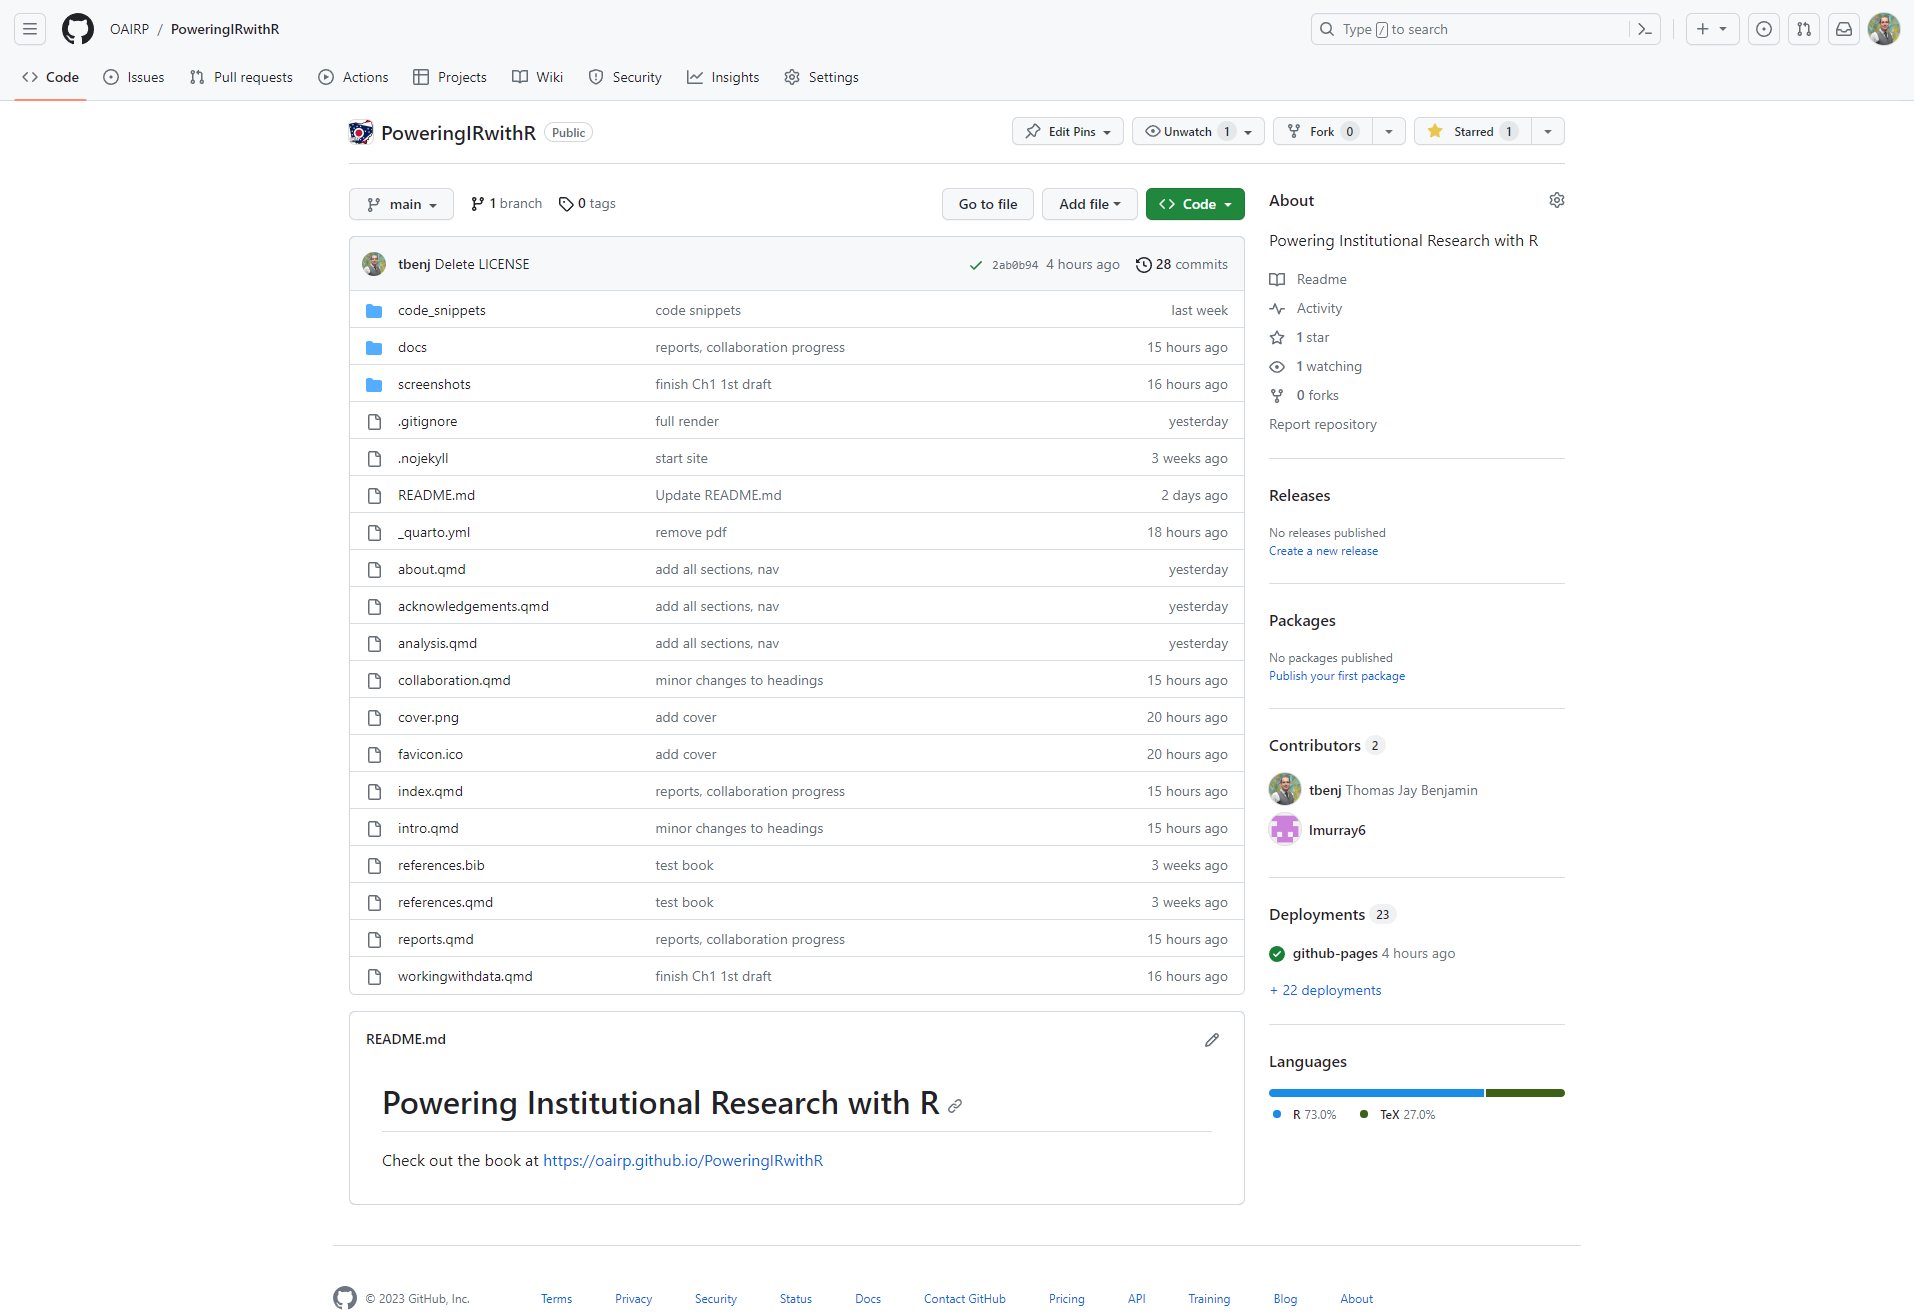 OAIRP / PoweringIRwithR
Type / to search
Code Issues Pull requests Actions Projects Wiki Security Insights Settings
PoweringIRwithR Public
Edit Pins Unwatch 1 Fork 0 Starred 1
main 1 branch 0 tags Go to file Add file Code
tbenj Delete LICENSE 2ab0b94 4 hours ago 28 commits
code_snippets code snippets last week
docs reports, collaboration progress 15 hours ago
screenshots finish Ch1 1st draft 16 hours ago
.gitignore full render yesterday
.nojekyll start site 3 weeks ago
README.md Update README.md 2 days ago
_quarto.yml remove pdf 18 hours ago
about.qmd add all sections, nav yesterday
acknowledgements.qmd add all sections, nav yesterday
analysis.qmd add all sections, nav yesterday
collaboration.qmd minor changes to headings 15 hours ago
cover.png add cover 20 hours ago
favicon.ico add cover 20 hours ago
index.qmd reports, collaboration progress 15 hours ago
intro.qmd minor changes to headings 15 hours ago
references.bib test book 3 weeks ago
references.qmd test book 3 weeks ago
reports.qmd reports, collaboration progress 15 hours ago
workingwithdata.qmd finish Ch1 1st draft 16 hours ago
README.md
Powering Institutional Research with R
Check out the book at https://oairp.github.io/PoweringIRwithR
About
Powering Institutional Research with R
Readme
Activity
1 star
1 watching
0 forks
Report repository
Releases
No releases published
Create a new release
Packages
No packages published
Publish your first package
Contributors 2
tbenj Thomas Jay Benjamin
lmurray6
Deployments 23
github-pages 4 hours ago
+ 22 deployments
Languages
R 73.0% TeX 27.0%
© 2023 GitHub, Inc. Terms Privacy Security Status Docs Contact GitHub Pricing API Training Blog About